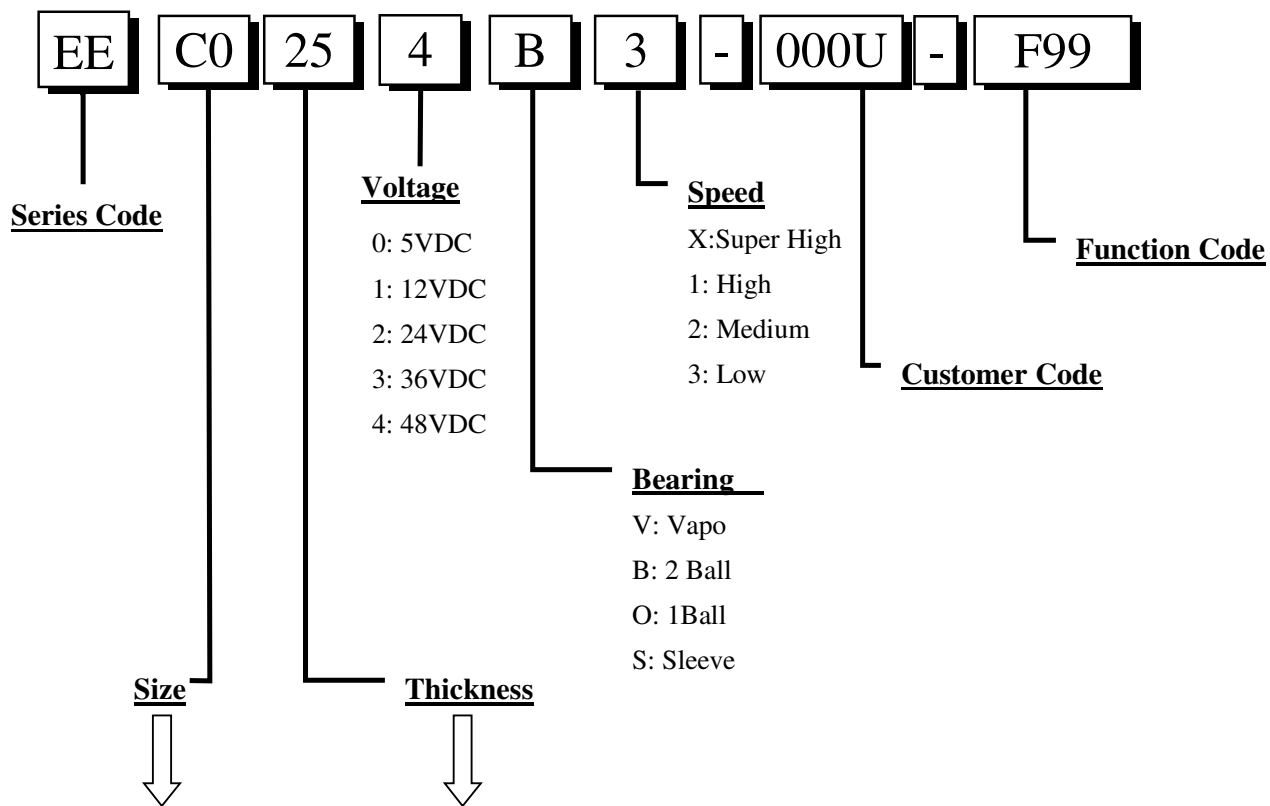 EE C0 25 4 B 3 - 000U - F99
Series Code
Voltage
0: 5VDC
1: 12VDC
2: 24VDC
3: 36VDC
4: 48VDC
Speed
X:Super High
1: High
2: Medium
3: Low
Function Code
Customer Code
Bearing
V: Vapo
B: 2 Ball
O: 1Ball
S: Sleeve
Size
Thickness